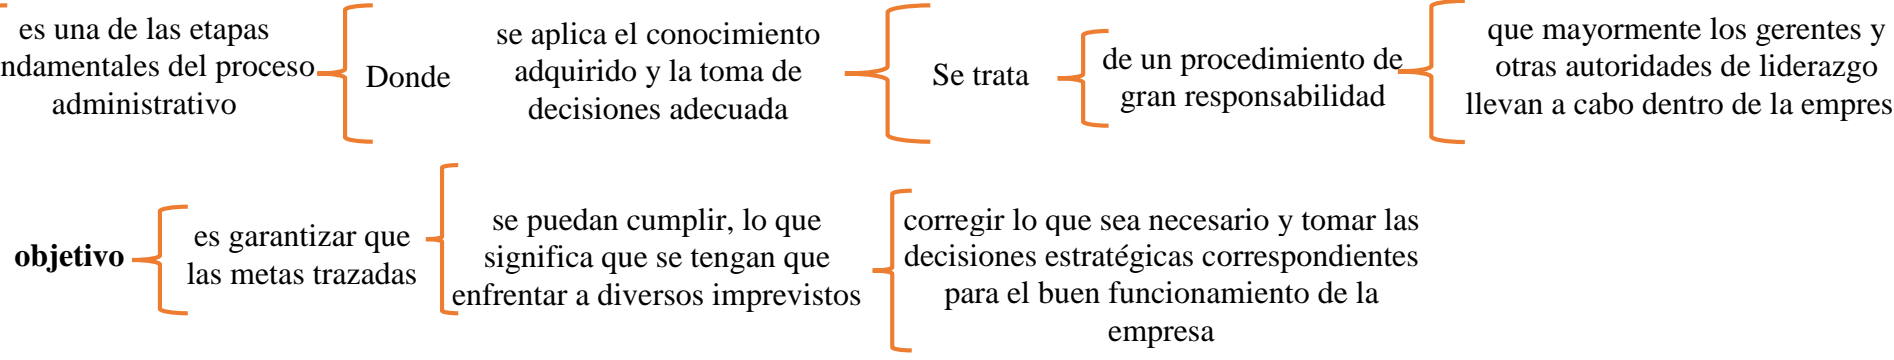 es una de las etapas
ndamentales del proceso
administrativo
Donde
se aplica el conocimiento
adquirido y la toma de
decisiones adecuada
Se trata
de un procedimiento de
gran responsabilidad
que mayormente los gerentes y
otras autoridades de liderazgo
llevan a cabo dentro de la empres
objetivo
es garantizar que
las metas trazadas
se puedan cumplir, lo que
significa que se tengan que
enfrentar a diversos imprevistos
corregir lo que sea necesario y tomar las
decisiones estratégicas correspondientes
para el buen funcionamiento de la
empresa